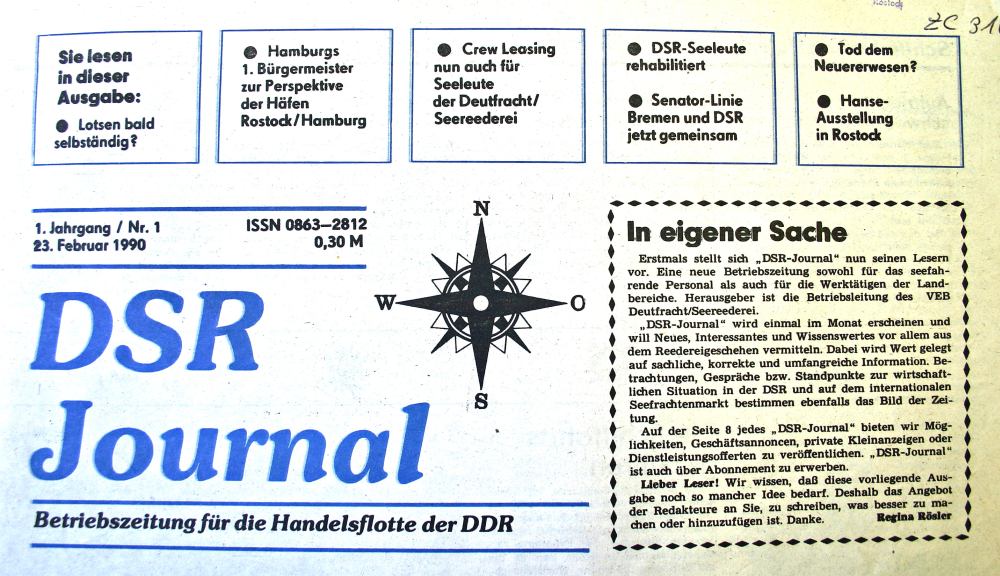 Rostock
ZC 31
Sie lesen
in dieser
Ausgabe:
● Lotsen bald
selbständig?
● Hamburgs
1. Bürgermeister
zur Perspektive
der Häfen
Rostock/Hamburg
● Crew Leasing
nun auch für
Seeleute
der Deutfracht/
Seereederei
● DSR-Seeleute
rehabilitiert
● Senator-Linie
Bremen und DSR
jetzt gemeinsam
● Tod dem
Neuererwesen?
● Hanse-
Ausstellung
in Rostock
1. Jahrgang / Nr. 1
23. Februar 1990
ISSN 0863—2812
0,30 M
DSR
Journal
Betriebszeitung für die Handelsflotte der DDR
N
W
O
S
In eigener Sache
Erstmals stellt sich „DSR-Journal“ nun seinen Lesern
vor. Eine neue Betriebszeitung sowohl für das seefah-
rende Personal als auch für die Werktätigen der Land-
bereiche. Herausgeber ist die Betriebsleitung des VEB
Deutfracht/Seereederei.
„DSR-Journal“ wird einmal im Monat erscheinen und
will Neues, Interessantes und Wissenswertes vor allem aus
dem Reedereigeschehen vermitteln. Dabei wird Wert gelegt
auf sachliche, korrekte und umfangreiche Information. Be-
trachtungen, Gespräche bzw. Standpunkte zur wirtschaft-
lichen Situation in der DSR und auf dem internationalen
Seefrachtenmarkt bestimmen ebenfalls das Bild der Zei-
tung.
Auf der Seite 8 jedes „DSR-Journal“ bieten wir Mög-
lichkeiten, Geschäftsannoncen, private Kleinanzeigen oder
Dienstleistungsofferten zu veröffentlichen. „DSR-Journal“
ist auch über Abonnement zu erwerben.
Lieber Leser! Wir wissen, daß diese vorliegende Aus-
gabe noch so mancher Idee bedarf. Deshalb das Angebot
der Redakteure an Sie, zu schreiben, was besser zu ma-
chen oder hinzuzufügen ist. Danke. Regina Rösler